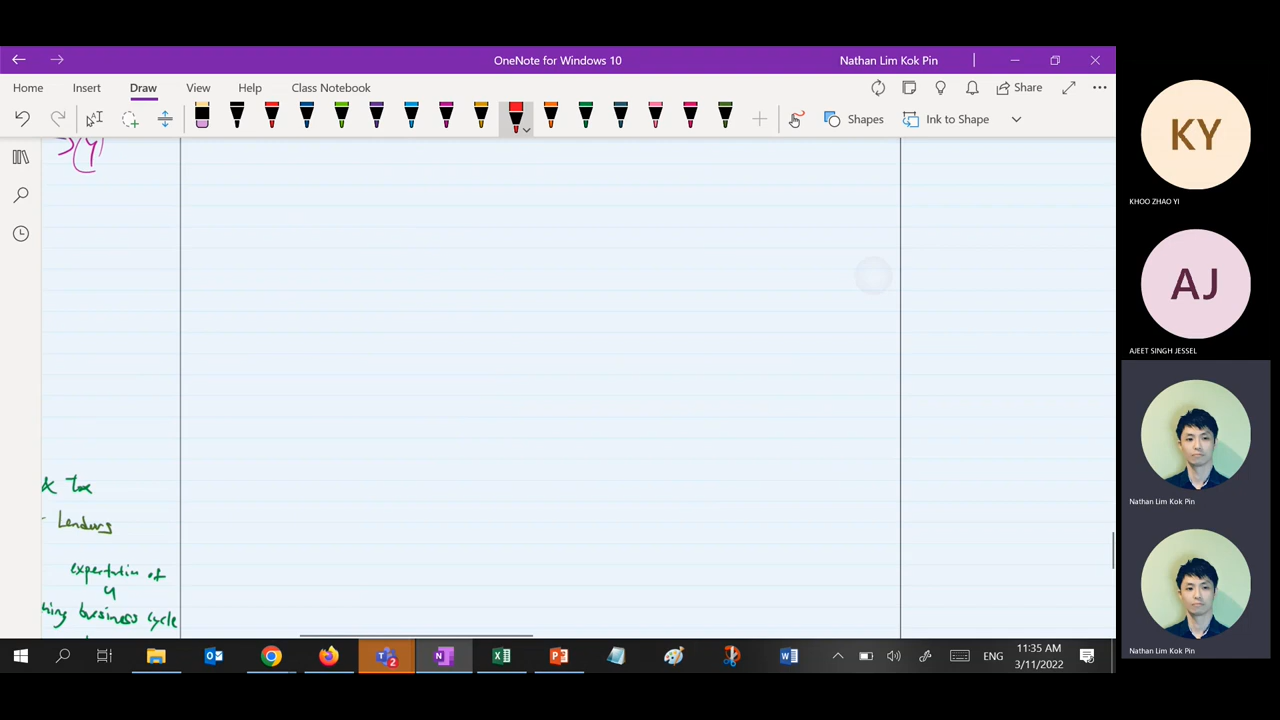 OneNote for Windows 10
Nathan Lim Kok Pin
Home
Insert
Draw
View
Help
Class Notebook
Share
Shapes
Ink to Shape
KY
KHOO ZHAO YI
AJ
AJEET SINGH JESSEL
Nathan Lim Kok Pin
Nathan Lim Kok Pin
(Y)
& Tax
Lenders
of
Y
business cycle
2
ENG
11:35 AM
3/11/2022